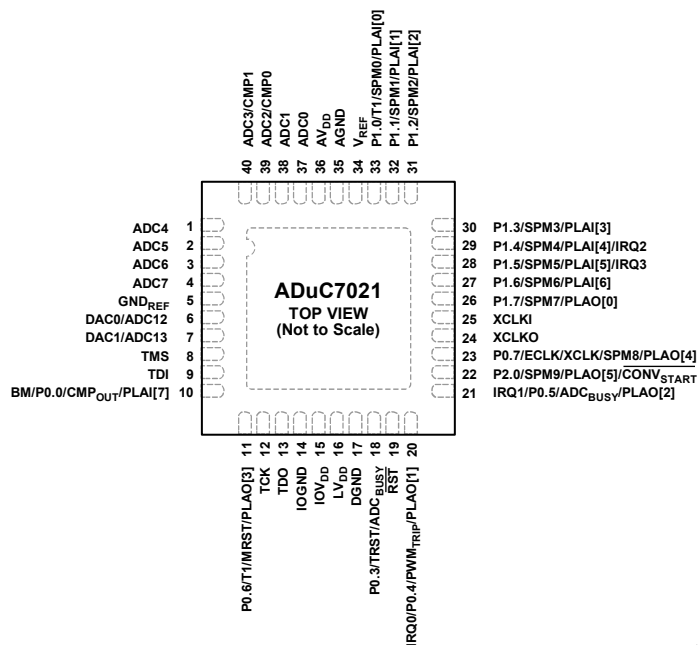 40 ADC3/CMP1
39 ADC2/CMP0
38 ADC1
37 ADC0
36 AVDD
35 AGND
34 VREF
33 P1.0/T1/SPM0/PLAI[0]
32 P1.1/SPM1/PLAI[1]
31 P1.2/SPM2/PLAI[2]
ADC4 1
ADC5 2
ADC6 3
ADC7 4
GNDREF 5
DAC0/ADC12 6
DAC1/ADC13 7
TMS 8
TDI 9
BM/P0.0/CMPOUT/PLAI[7] 10
ADuC7021
TOP VIEW
(Not to Scale)
30 P1.3/SPM3/PLAI[3]
29 P1.4/SPM4/PLAI[4]/IRQ2
28 P1.5/SPM5/PLAI[5]/IRQ3
27 P1.6/SPM6/PLAI[6]
26 P1.7/SPM7/PLAO[0]
25 XCLKI
24 XCLKO
23 P0.7/ECLK/XCLK/SPM8/PLAO[4]
22 P2.0/SPM9/PLAO[5]/CONVSTART
21 IRQ1/P0.5/ADCBUSY/PLAO[2]
P0.6/T1/MRST/PLAO[3] 11
TCK 12
TDO 13
IOGND 14
IOVDD 15
LVDD 16
DGND 17
P0.3/TRST/ADCBUSY 18
RST 19
IRQ0/P0.4/PWMTRIP/PLAO[1] 20